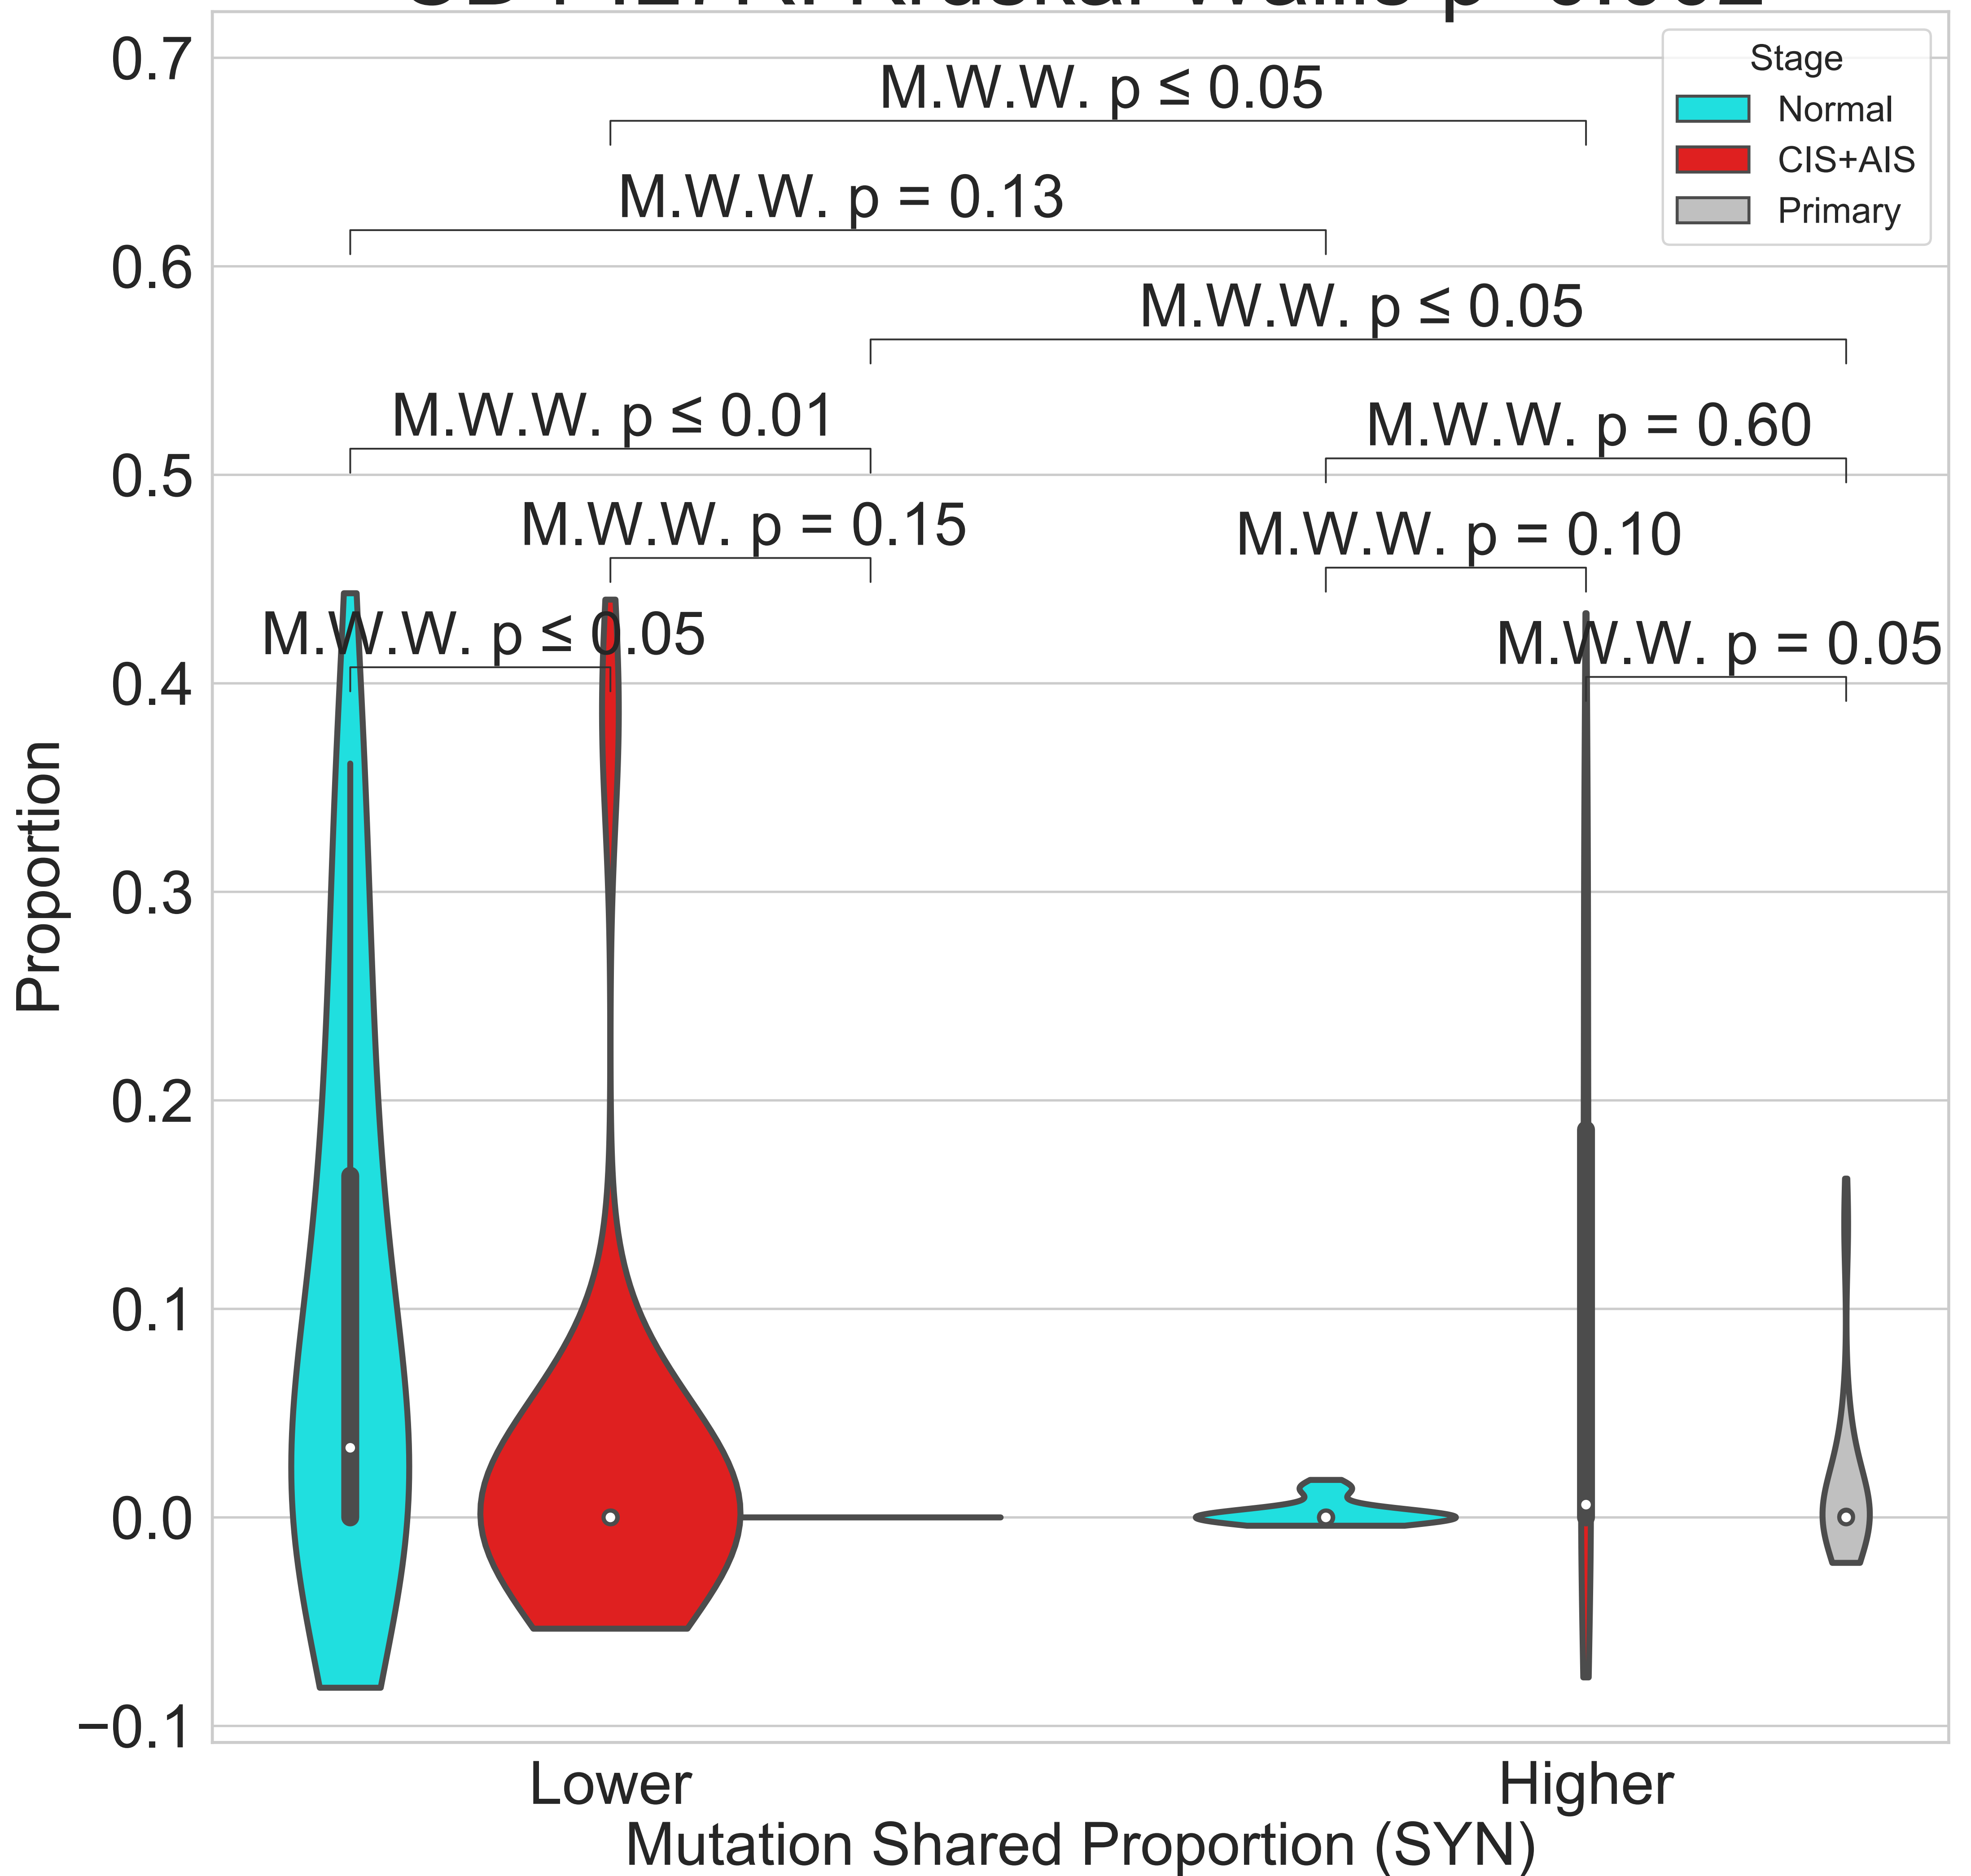 0.7
0.6
0.5
0.4
0.3
0.2
0.1
0.0
−0.1
Proportion
M.W.W. p ≤ 0.05
M.W.W. p = 0.13
M.W.W. p ≤ 0.05
M.W.W. p ≤ 0.01
M.W.W. p = 0.60
M.W.W. p = 0.15
M.W.W. p = 0.10
M.W.W. p ≤ 0.05
M.W.W. p = 0.05
Stage
Normal
CIS+AIS
Primary
Lower
Higher
Mutation Shared Proportion (SYN)